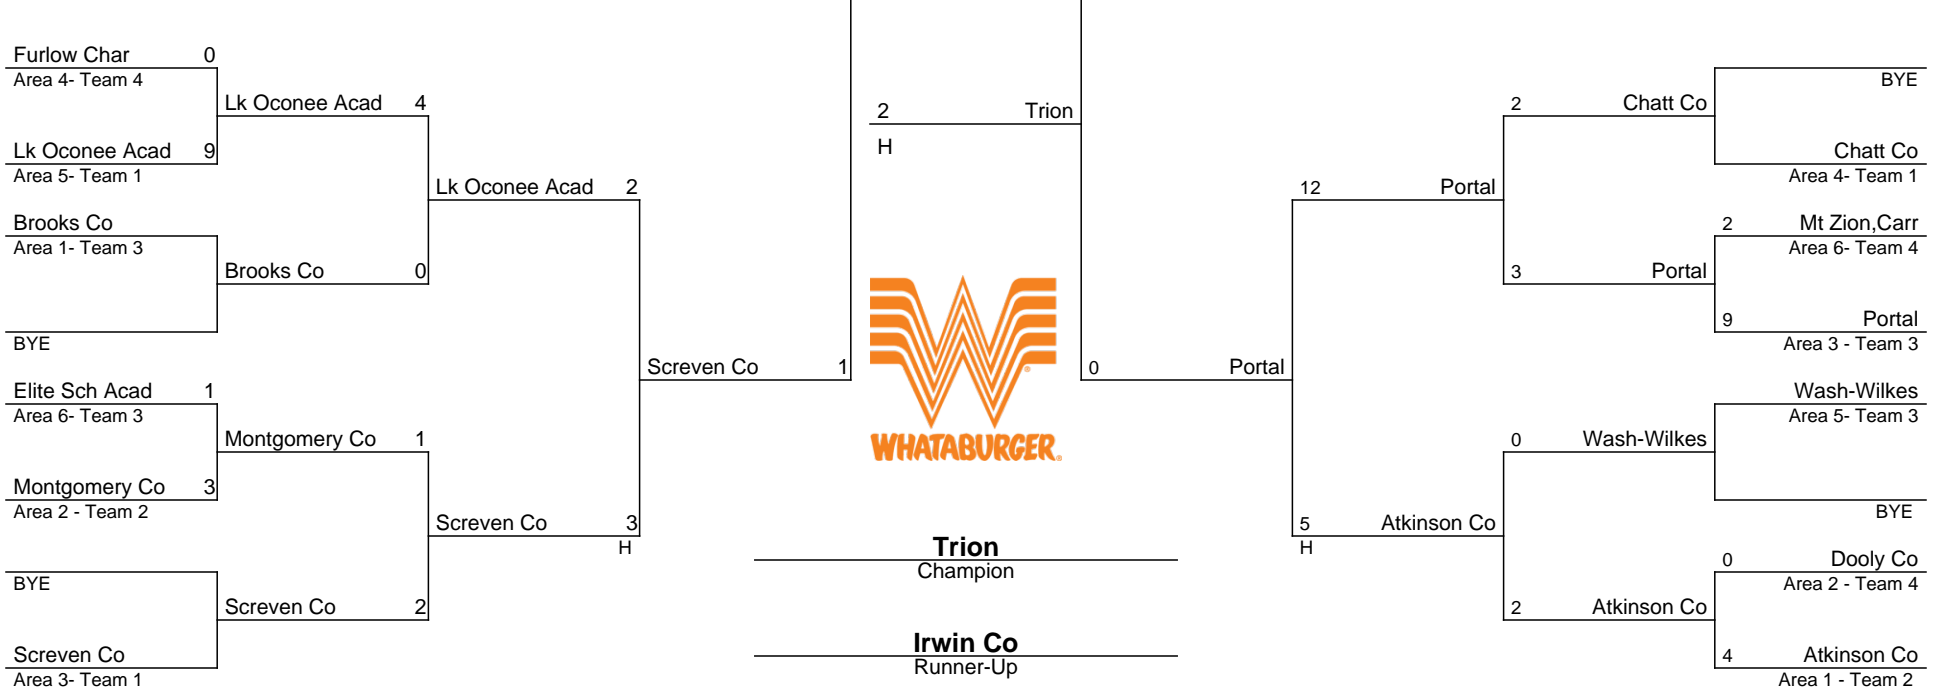 Furlow Char 0
Area 4- Team 4
Lk Oconee Acad 4
Lk Oconee Acad 9
Area 5- Team 1
Lk Oconee Acad 2
Brooks Co
Area 1- Team 3
Brooks Co 0
BYE
Elite Sch Acad 1
Area 6- Team 3
Screven Co 1
Montgomery Co 1
Montgomery Co 3
Area 2 - Team 2
Screven Co 3
H
BYE
Screven Co 2
Screven Co
Area 3- Team 1
2 Trion
H
WHATABURGER®
Trion
Champion
Irwin Co
Runner-Up
BYE
2 Chatt Co
Chatt Co
Area 4- Team 1
12 Portal
2 Mt Zion,Carr
Area 6- Team 4
3 Portal
9 Portal
Area 3 - Team 3
0 Portal
Wash-Wilkes
Area 5- Team 3
0 Wash-Wilkes
BYE
5 Atkinson Co
H
0 Dooly Co
Area 2 - Team 4
2 Atkinson Co
4 Atkinson Co
Area 1 - Team 2